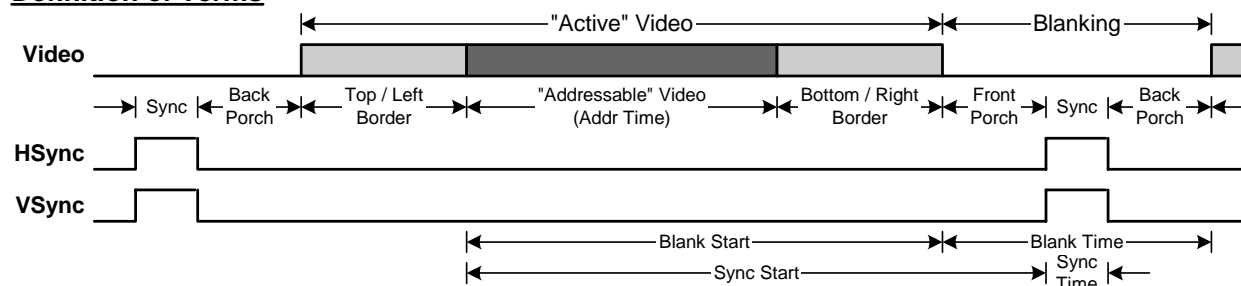 Definition of Terms
"Active" Video
Blanking
Video
Sync
Back
Porch
Top / Left
Border
"Addressable" Video
(Addr Time)
Bottom / Right
Border
Front
Porch
Sync
Back
Porch
HSync
VSync
Blank Start
Blank Time
Sync Start
Sync
Time